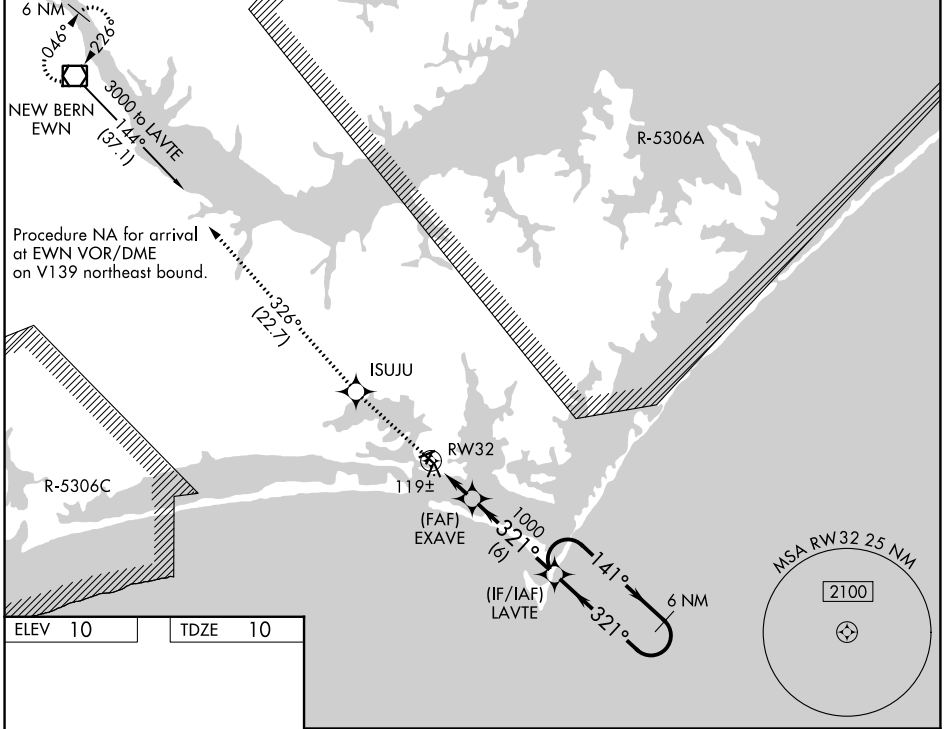 6 NM
046°
226°
NEW BERN
EWN
3000 to LAVTE
144°
(37.1)
R-5306A
Procedure NA for arrival
at EWN VOR/DME
on V139 northeast bound.
326°
(22.7)
ISUJU
RW32
119±
R-5306C
(FAF)
EXAVE
1000
321°
(6)
(IF/IAF)
LAVTE
141°
6 NM
321°
MSA RW32 25 NM
2100
ELEV 10
TDZE 10